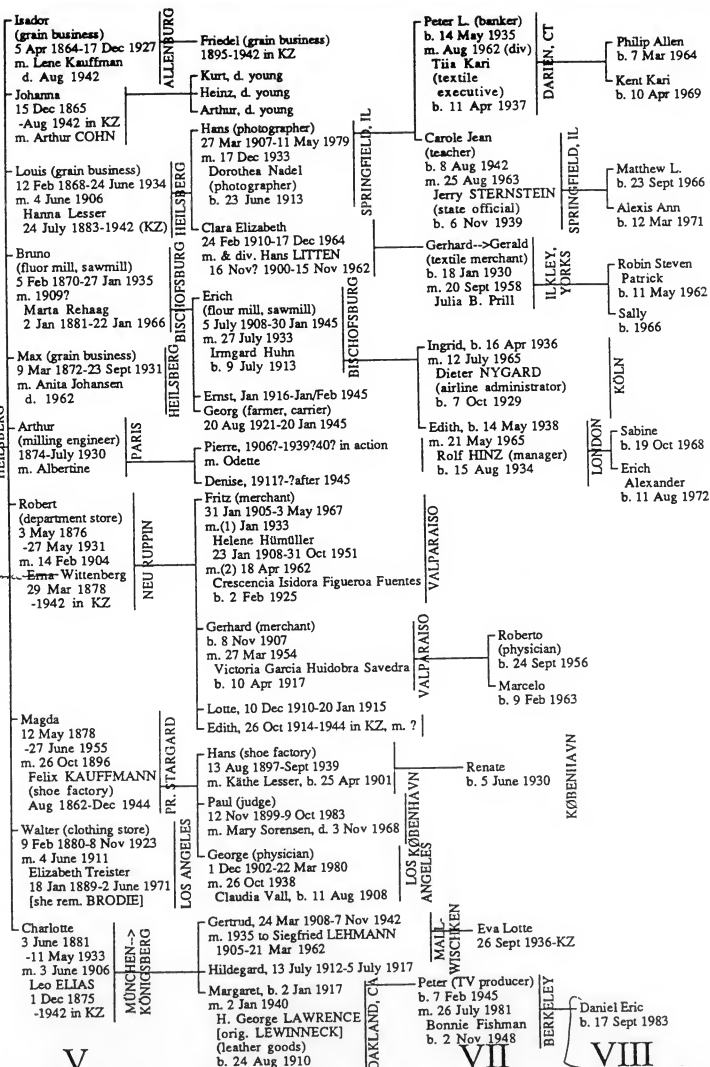 Isador
(grain business)
5 Apr 1864-17 Dec 1927
m. Lene Kauffman
d. Aug 1942
Johanna
15 Dec 1865
-Aug 1942 in KZ
m. Arthur COHN
Louis (grain business)
12 Feb 1868-24 June 1934
m. 4 June 1906
Hanna Lesser
24 July 1883-1942 (KZ)
Bruno
(fluor mill, sawmill)
5 Feb 1870-27 Jan 1935
m. 1909?
Marta Rehaag
2 Jan 1881-22 Jan 1966
Max (grain business)
9 Mar 1872-23 Sept 1931
m. Anita Johansen
d. 1962
Arthur
(milling engineer)
1874-July 1930
m. Albertine
Robert
(department store)
3 May 1876
-27 May 1931
m. 14 Feb 1904
Erna Wittenberg
29 Mar 1878
-1942 in KZ
Magda
12 May 1878
-27 June 1955
m. 26 Oct 1896
Felix KAUFFMANN
(shoe factory)
Aug 1862-Dec 1944
Walter (clothing store)
9 Feb 1880-8 Nov 1923
m. 4 June 1911
Elizabeth Treister
18 Jan 1889-2 June 1971
[she rem. BRODIE]
Charlotte
3 June 1881
-11 May 1933
m. 3 June 1906
Leo ELIAS
1 Dec 1875
-1942 in KZ
V
HEILSBERG
ALLENBURG
HEILSBERG
BISCHOFSBURG
HEILSBERG
PARIS
NEU RUPPIN
PR. STARGARD
LOS ANGELES
MÜNCHEN-->
KÖNIGSBERG
Friedel (grain business)
1895-1942 in KZ
Kurt, d. young
Heinz, d. young
Arthur, d. young
Hans (photographer)
27 Mar 1907-11 May 1979
m. 17 Dec 1933
Dorothea Nadel
(photographer)
b. 23 June 1913
Clara Elizabeth
24 Feb 1910-17 Dec 1964
m. & div. Hans LITTEN
16 Nov? 1900-15 Nov 1962
Erich
(flour mill, sawmill)
5 July 1908-30 Jan 1945
m. 27 July 1933
Irmgard Huhn
b. 9 July 1913
Ernst, Jan 1916-Jan/Feb 1945
Georg (farmer, carrier)
20 Aug 1921-20 Jan 1945
Pierre, 1906?-1939?40? in action
m. Odette
Denise, 1911?-?after 1945
Fritz (merchant)
31 Jan 1905-3 May 1967
m.(1) Jan 1933
Helene Hümüller
23 Jan 1908-31 Oct 1951
m.(2) 18 Apr 1962
Crescencia Isidora Figueroa Fuentes
b. 2 Feb 1925
Gerhard (merchant)
b. 8 Nov 1907
m. 27 Mar 1954
Victoria Garcia Huidobra Savedra
b. 10 Apr 1917
Lotte, 10 Dec 1910-20 Jan 1915
Edith, 26 Oct 1914-1944 in KZ, m. ?
Hans (shoe factory)
13 Aug 1897-Sept 1939
m. Käthe Lesser, b. 25 Apr 1901
Paul (judge)
12 Nov 1899-9 Oct 1983
m. Mary Sorensen, d. 3 Nov 1968
George (physician)
1 Dec 1902-22 Mar 1980
m. 26 Oct 1938
Claudia Vall, b. 11 Aug 1908
Gertrud, 24 Mar 1908-7 Nov 1942
m. 1935 to Siegfried LEHMANN
1905-21 Mar 1962
Hildegard, 13 July 1912-5 July 1917
Margaret, b. 2 Jan 1917
m. 2 Jan 1940
H. George LAWRENCE
[orig. LEWINNECK]
(leather goods)
b. 24 Aug 1910
SPRINGFIELD, IL
BISCHOFSBURG
VALPARAISO
VALPARAISO
KØBENHAVN
LOS
ANGELES
MALL-
WISCHKEN
OAKLAND, CA
Peter L. (banker)
b. 14 May 1935
m. Aug 1962 (div)
Tiia Kari
(textile
executive)
b. 11 Apr 1937
Carole Jean
(teacher)
b. 8 Aug 1942
m. 25 Aug 1963
Jerry STERNSTEIN
(state official)
b. 6 Nov 1939
Gerhard-->Gerald
(textile merchant)
b. 18 Jan 1930
m. 20 Sept 1958
Julia B. Prill
Ingrid, b. 16 Apr 1936
m. 12 July 1965
Dieter NYGARD
(airline administrator)
b. 7 Oct 1929
Edith, b. 14 May 1938
m. 21 May 1965
Rolf HINZ (manager)
b. 15 Aug 1934
Roberto
(physician)
b. 24 Sept 1956
Marcelo
b. 9 Feb 1963
Renate
b. 5 June 1930
Eva Lotte
26 Sept 1936-KZ
Peter (TV producer)
b. 7 Feb 1945
m. 26 July 1981
Bonnie Fishman
b. 2 Nov 1948
VII
DARIEN, CT
SPRINGFIELD, IL
ILKLEY,
YORKS
KÖLN
LONDON
KØBENHAVN
BERKELEY
Philip Allen
b. 7 Mar 1964
Kent Kari
b. 10 Apr 1969
Matthew L.
b. 23 Sept 1966
Alexis Ann
b. 12 Mar 1971
Robin Steven
Patrick
b. 11 May 1962
Sally
b. 1966
Sabine
b. 19 Oct 1968
Erich
Alexander
b. 11 Aug 1972
Daniel Eric
b. 17 Sept 1983
VIII